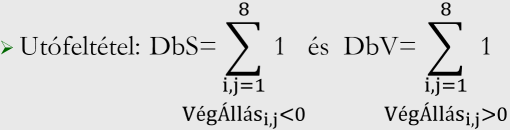 8 8
➢ Utófeltétel: DbS= ∑ 1 és DbV= ∑ 1
i,j=1 i,j=1
VégÁllás_{i,j}<0 VégÁllás_{i,j}>0